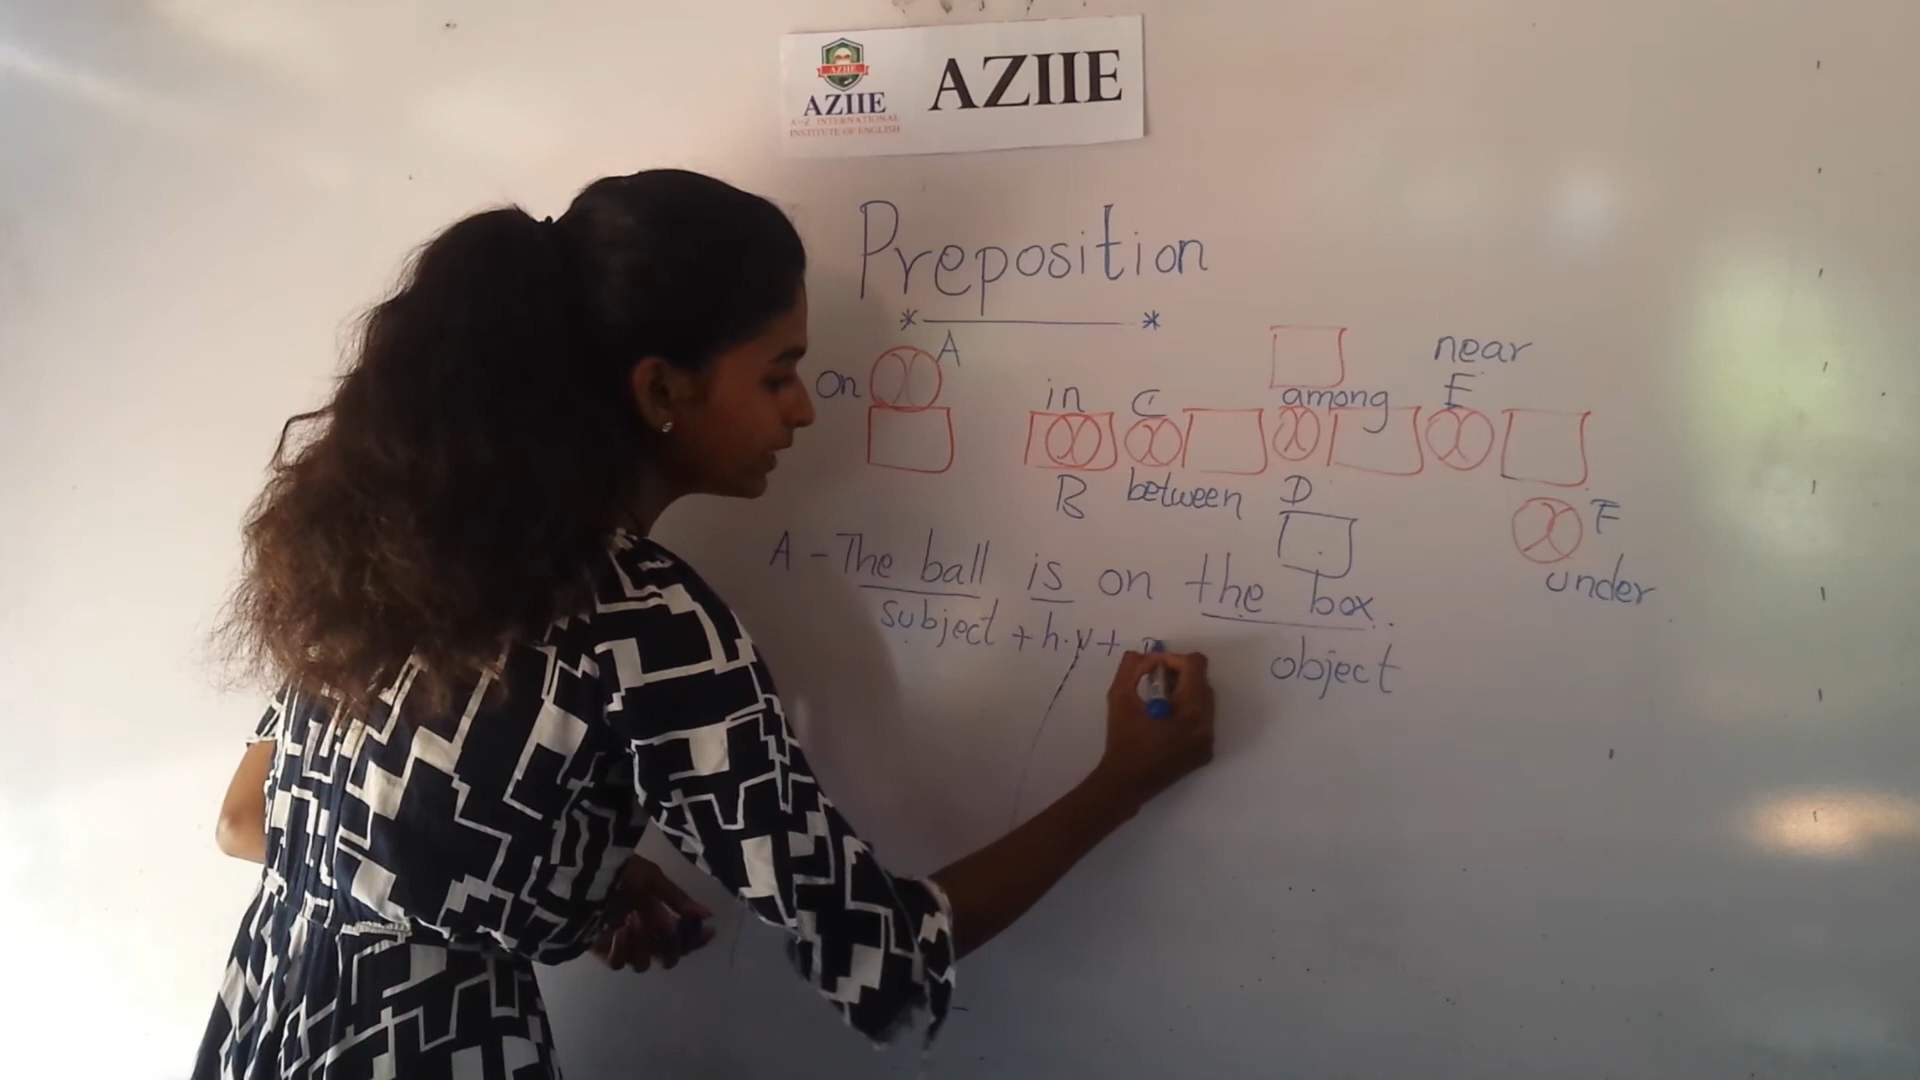 AZIIE
AZIIE
A-Z INTERNATIONAL
INSTITUTE OF ENGLISH
AZIIE
Preposition
* *
A
on
in
B
C
between
among
D
near
E
F
under
A - The ball is on the box.
subject + h.v +
object